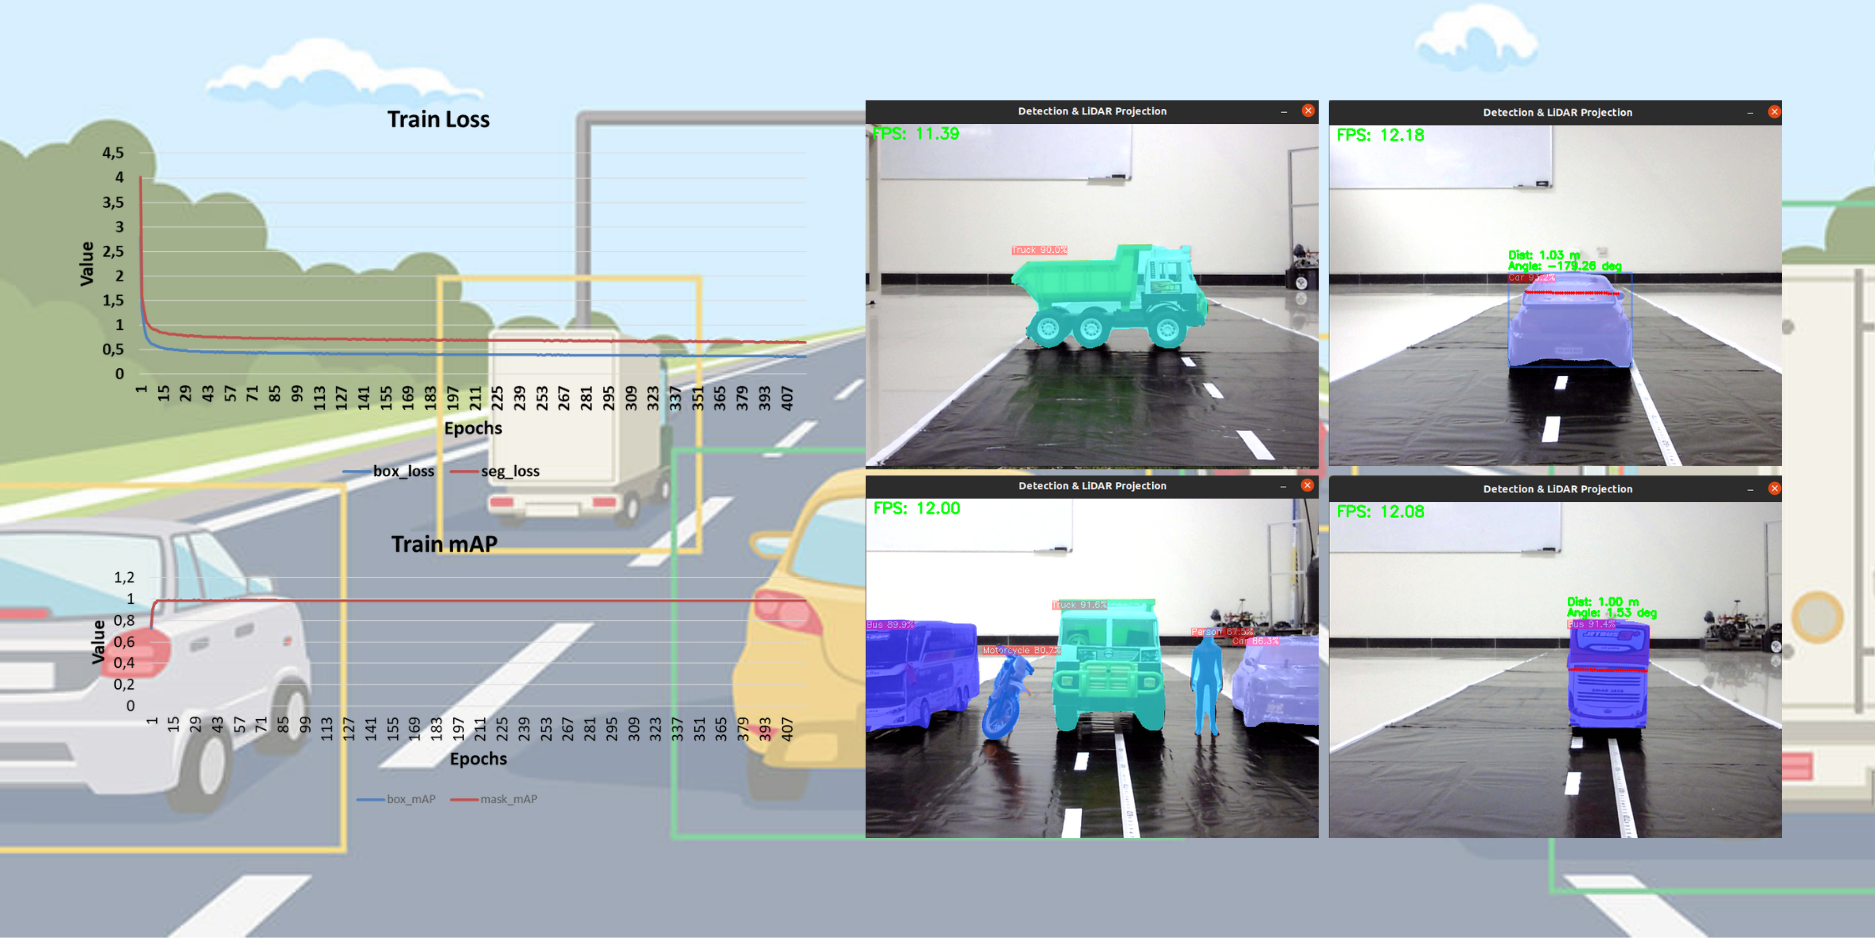 Train Loss
4,5
4
3,5
3
2,5
2
1,5
1
0,5
0
Value
1 15 29 43 57 71 85 99 113 127 141 155 169 183 197 211 225 239 253 267 281 295 309 323 337 351 365 379 393 407
Epochs
box_loss seg_loss
Train mAP
1,2
1
0,8
0,6
0,4
0,2
0
Value
1 15 29 43 57 71 85 99 113 127 141 155 169 183 197 211 225 239 253 267 281 295 309 323 337 351 365 379 393 407
Epochs
box_mAP mask_mAP
Detection & LiDAR Projection
FPS: 11.39
Truck 90.0%
Detection & LiDAR Projection
FPS: 12.18
Dist: 1.03 m
Angle: -179.26 deg
Detection & LiDAR Projection
FPS: 12.00
Bus 89.9%
Motorcycle 80.7%
Truck 91.6%
Person 67.5%
Car 86.3%
Detection & LiDAR Projection
FPS: 12.08
Dist: 1.00 m
Angle: 1.53 deg
Bus 91.4%